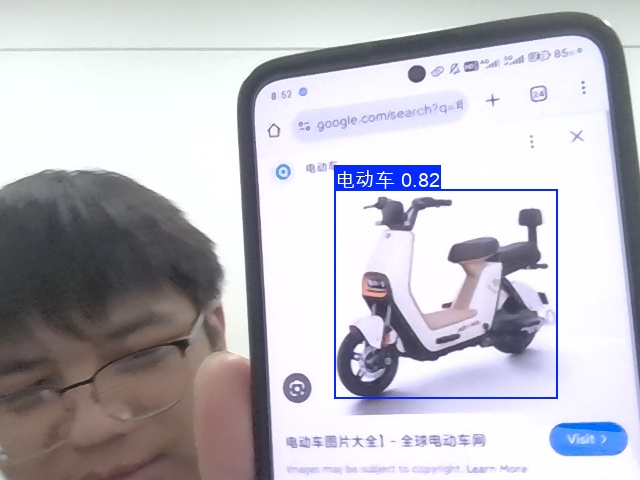 8:52
85
google.com/search?q=电
24
电动车
电动车 0.82
电动车图片大全】 - 全球电动车网
Visit >
Images may be subject to copyright. Learn More